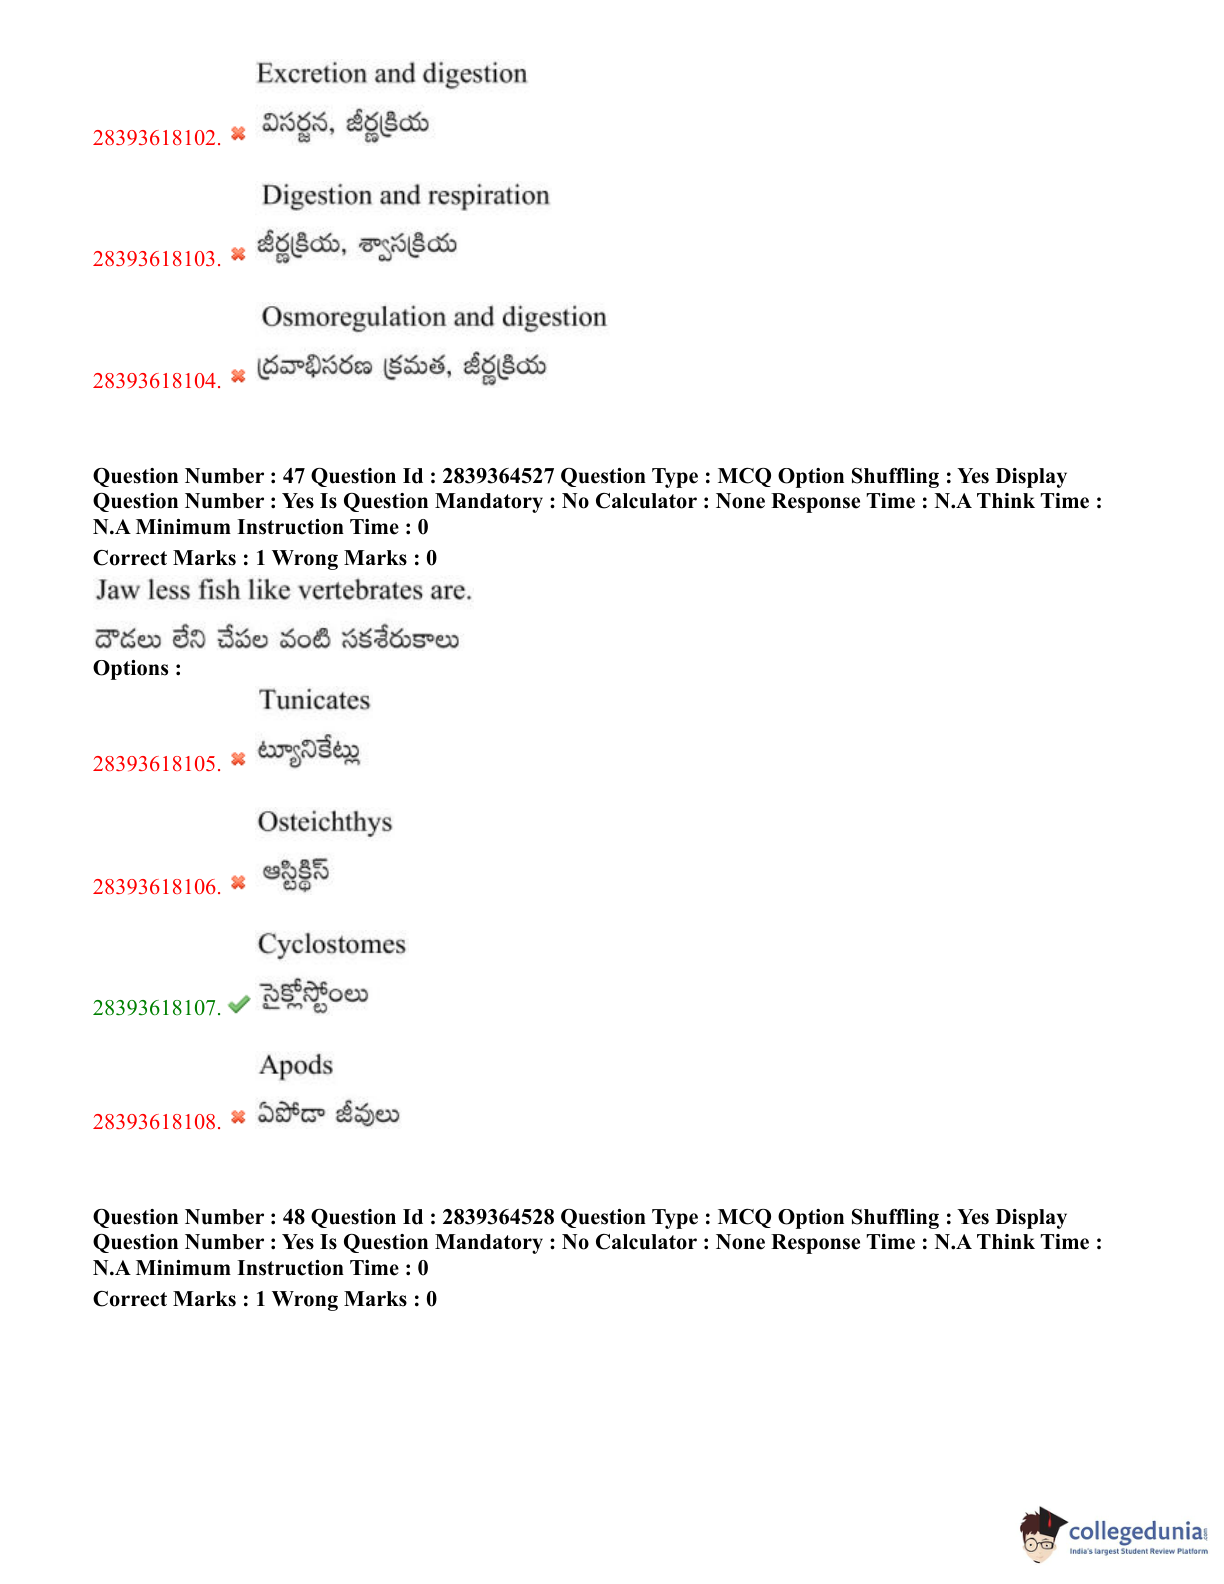 Excretion and digestion
విసర్జన, జీర్ణక్రియ
28393618102.
Digestion and respiration
జీర్ణక్రియ, శ్వాసక్రియ
28393618103.
Osmoregulation and digestion
ద్రవాభిసరణ క్రమత, జీర్ణక్రియ
28393618104.
Question Number : 47 Question Id : 2839364527 Question Type : MCQ Option Shuffling : Yes Display
Question Number : Yes Is Question Mandatory : No Calculator : None Response Time : N.A Think Time :
N.A Minimum Instruction Time : 0
Correct Marks : 1 Wrong Marks : 0
Jaw less fish like vertebrates are.
దౌడలు లేని చేపల వంటి సకశేరుకాలు
Options :
Tunicates
ట్యూనికేట్లు
28393618105.
Osteichthys
ఆస్టిక్థిస్
28393618106.
Cyclostomes
సైక్లోస్టోంలు
28393618107.
Apods
ఏపోడా జీవులు
28393618108.
Question Number : 48 Question Id : 2839364528 Question Type : MCQ Option Shuffling : Yes Display
Question Number : Yes Is Question Mandatory : No Calculator : None Response Time : N.A Think Time :
N.A Minimum Instruction Time : 0
Correct Marks : 1 Wrong Marks : 0
collegedunia
India's largest Student Review Platform